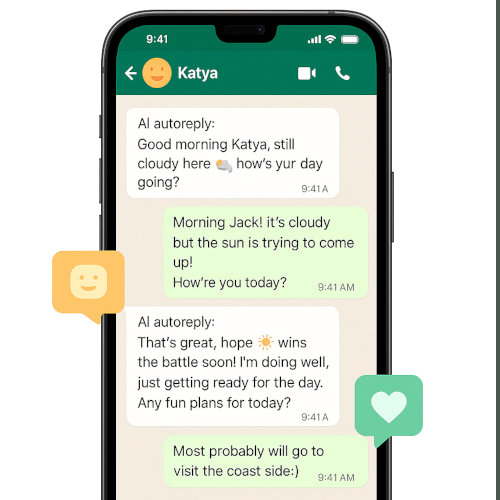 9:41
Katya
AI autoreply:
Good morning Katya, still
cloudy here 🌥️ how's yur day
going?
9:41 A
Morning Jack! it's cloudy
but the sun is trying to come
up!
How're you today?
9:41 AM
AI autoreply:
That's great, hope ☀️ wins
the battle soon! I'm doing well,
just getting ready for the day.
Any fun plans for today?
9:41 A
Most probably will go to
visit the coast side:)
9:41 AM